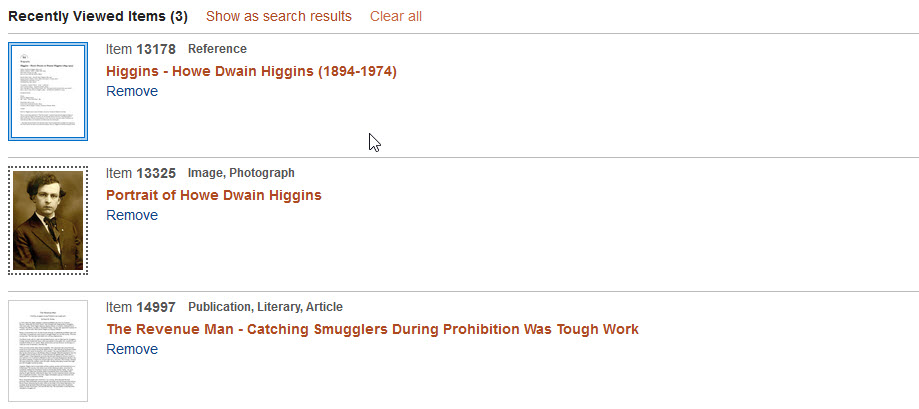 Recently Viewed Items (3) Show as search results Clear all
Item 13178 Reference
Higgins - Howe Dwain Higgins (1894-1974)
Remove
Item 13325 Image, Photograph
Portrait of Howe Dwain Higgins
Remove
Item 14997 Publication, Literary, Article
The Revenue Man - Catching Smugglers During Prohibition Was Tough Work
Remove